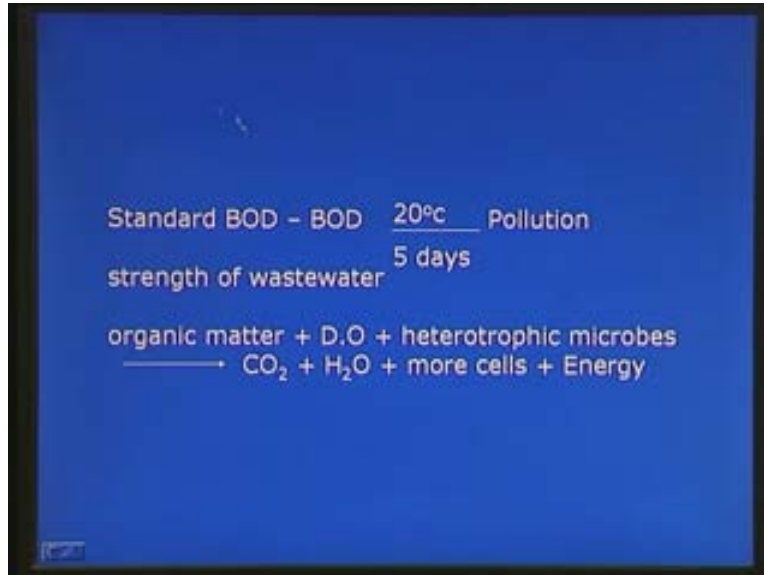 Standard BOD – BOD 20°c Pollution
5 days
strength of wastewater
organic matter + D.O + heterotrophic microbes
⟶ CO₂ + H₂O + more cells + Energy